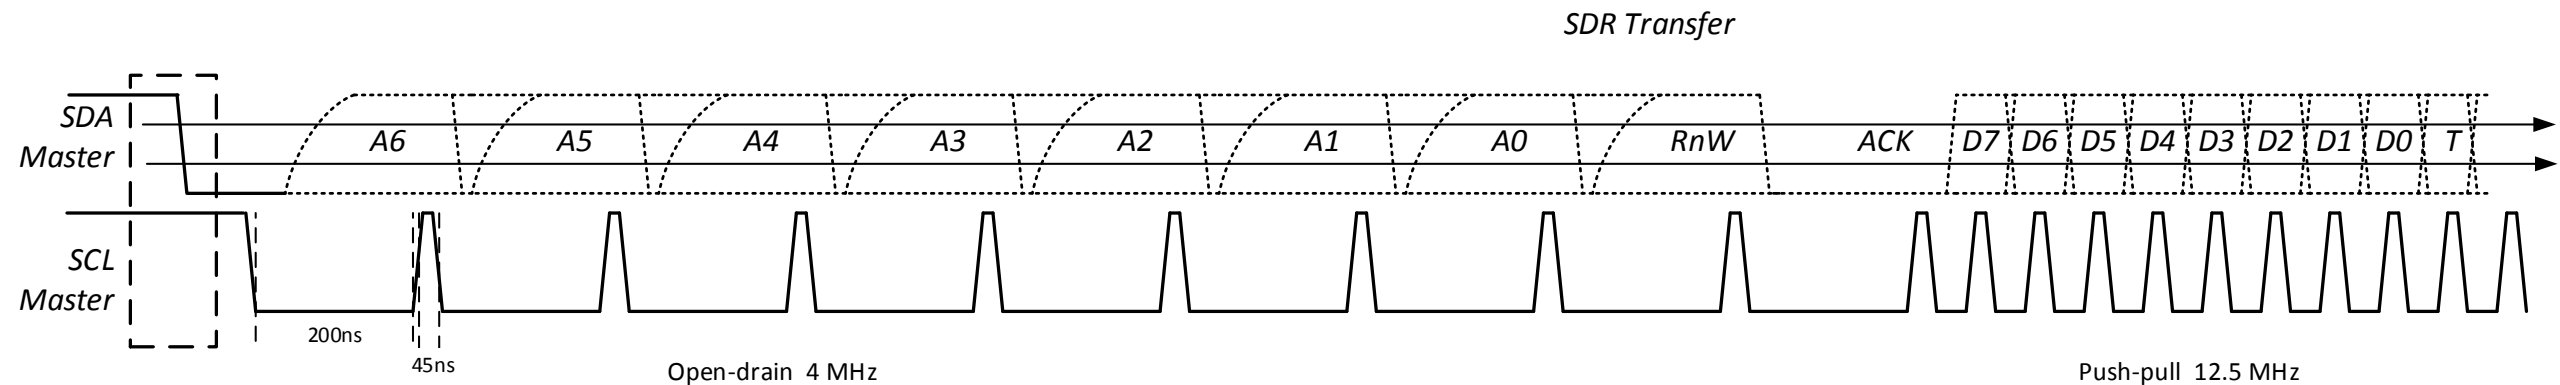 SDR Transfer
SDA
Master
A6 A5 A4 A3 A2 A1 A0 RnW ACK D7 D6 D5 D4 D3 D2 D1 D0 T
SCL
Master
200ns
45ns
Open-drain 4 MHz
Push-pull 12.5 MHz